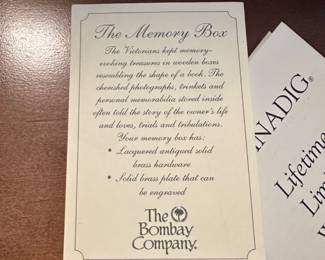 The Memory Box
The Victorians kept memory-
evoking treasures in wooden boxes
resembling the shape of a book. The
cherished photographs, trinkets and
personal memorabilia stored inside
often told the story of the owner's life
and loves, trials and tribulations.
Your memory box has:
• Lacquered antiqued solid
brass hardware
• Solid brass plate that can
be engraved
The
Bombay
Company.
NADIG®
Lifetime
Lim